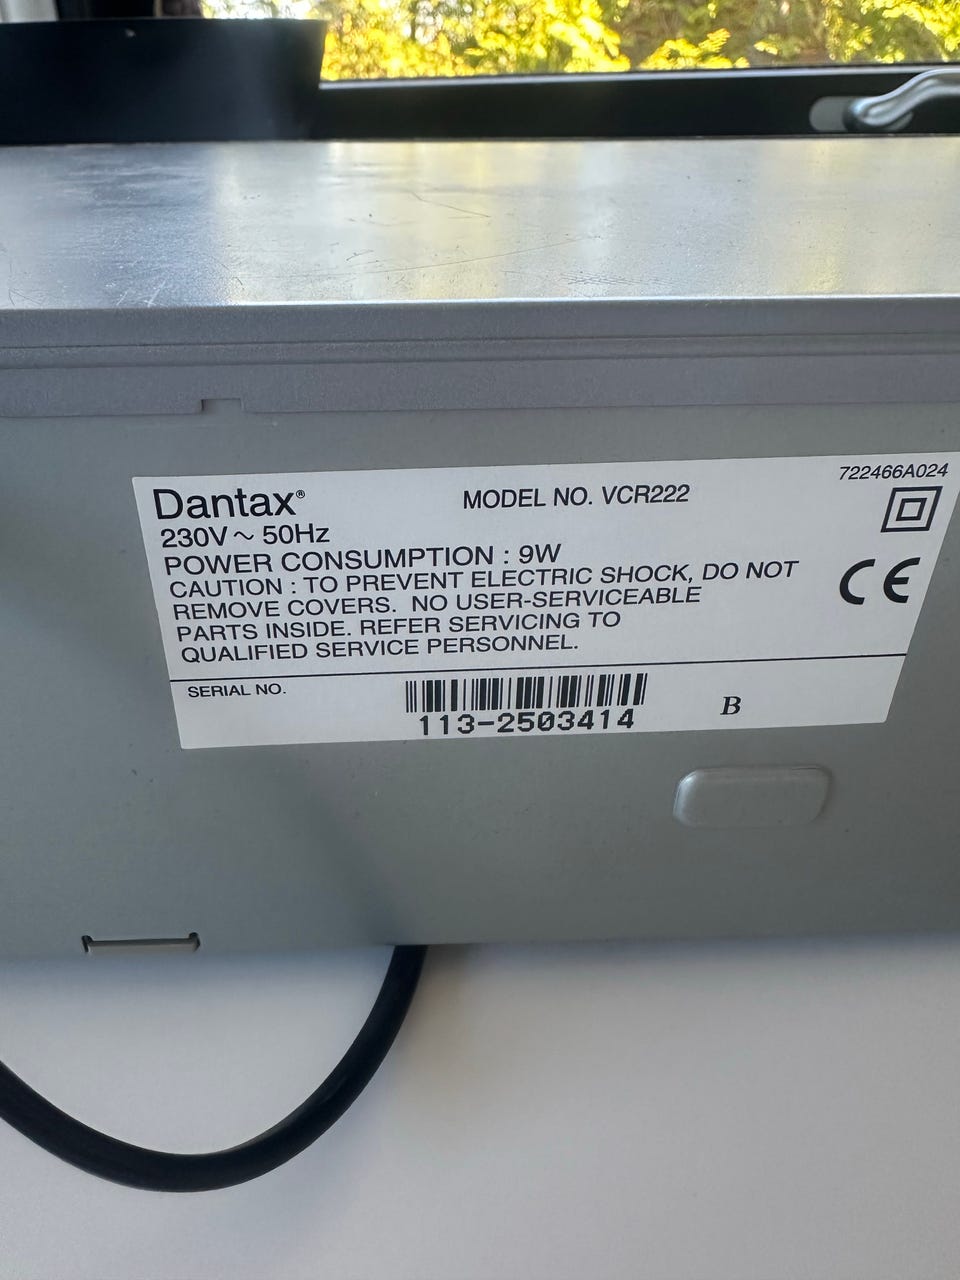 722466A024
Dantax® MODEL NO. VCR222
230V ~ 50Hz
POWER CONSUMPTION : 9W
CAUTION : TO PREVENT ELECTRIC SHOCK, DO NOT
REMOVE COVERS. NO USER-SERVICEABLE
PARTS INSIDE. REFER SERVICING TO
QUALIFIED SERVICE PERSONNEL.
CE
SERIAL NO.
113-2503414 B